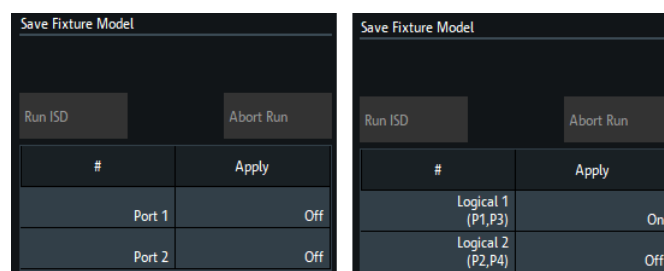 Save Fixture Model
Run ISD Abort Run
# Apply
Port 1 Off
Port 2 Off
Save Fixture Model
Run ISD Abort Run
# Apply
Logical 1
(P1,P3) On
Logical 2
(P2,P4) Off